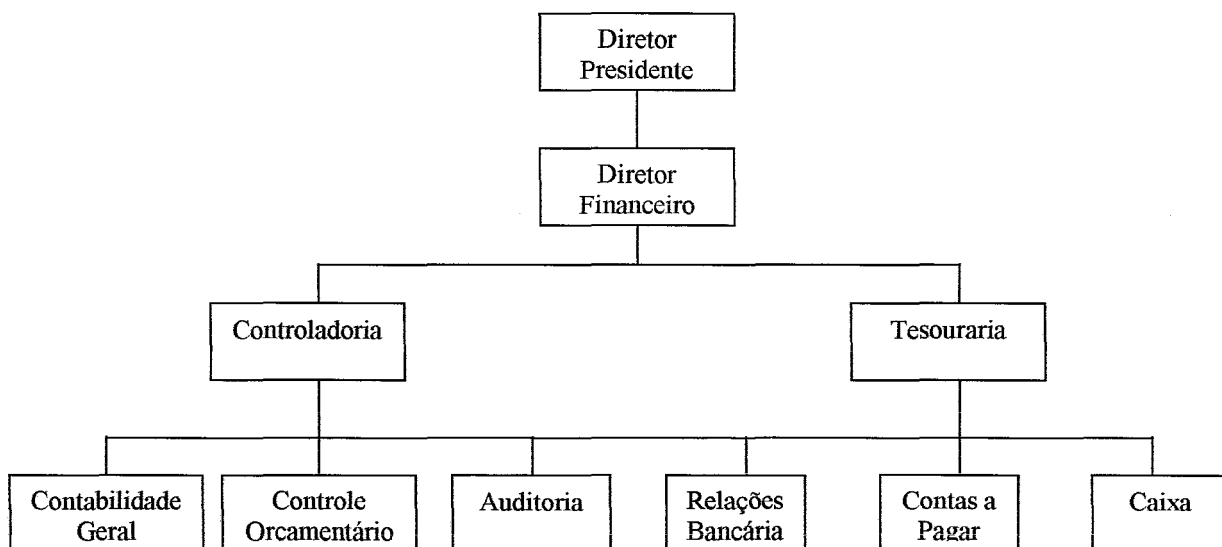 Diretor
Presidente
Diretor
Financeiro
Controladoria
Tesouraria
Contabilidade
Geral
Controle
Orcamentário
Auditoria
Relações
Bancária
Contas a
Pagar
Caixa